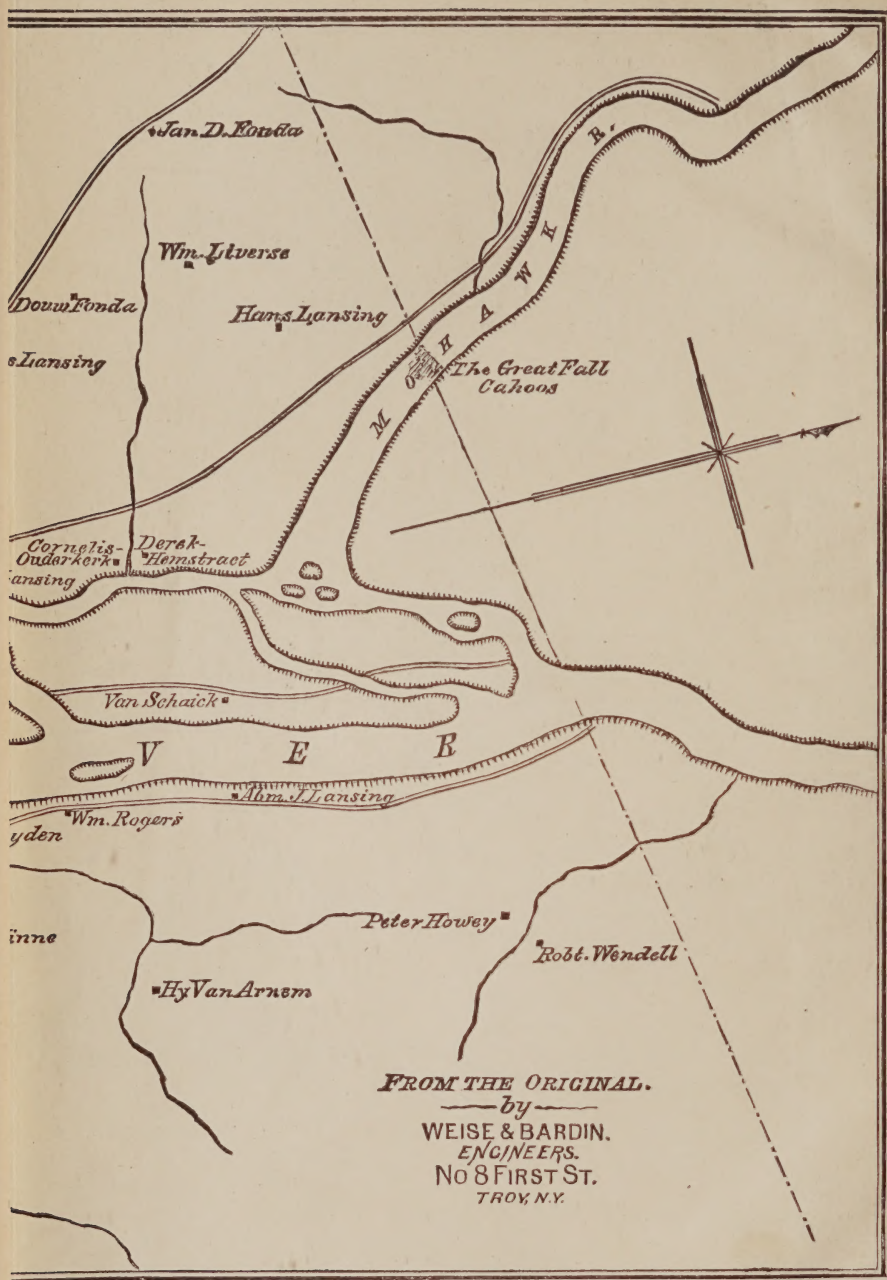 Jan D. Fonda
Wm. Liverse
Douw Fonda
Hans Lansing
s Lansing
MOHAWK R.
The Great Fall
Cahoos
Cornelis-
Ouderkerk
Derek-
Hemstract
ansing
Van Schaick
VER
Abm. J. Lansing
Wm. Rogers
yden
Peter Howey
inne
Robt. Wendell
Hy Van Arnem
FROM THE ORIGINAL.
by
WEISE & BARDIN.
ENGINEERS.
No 8 FIRST ST.
TROY, N.Y.